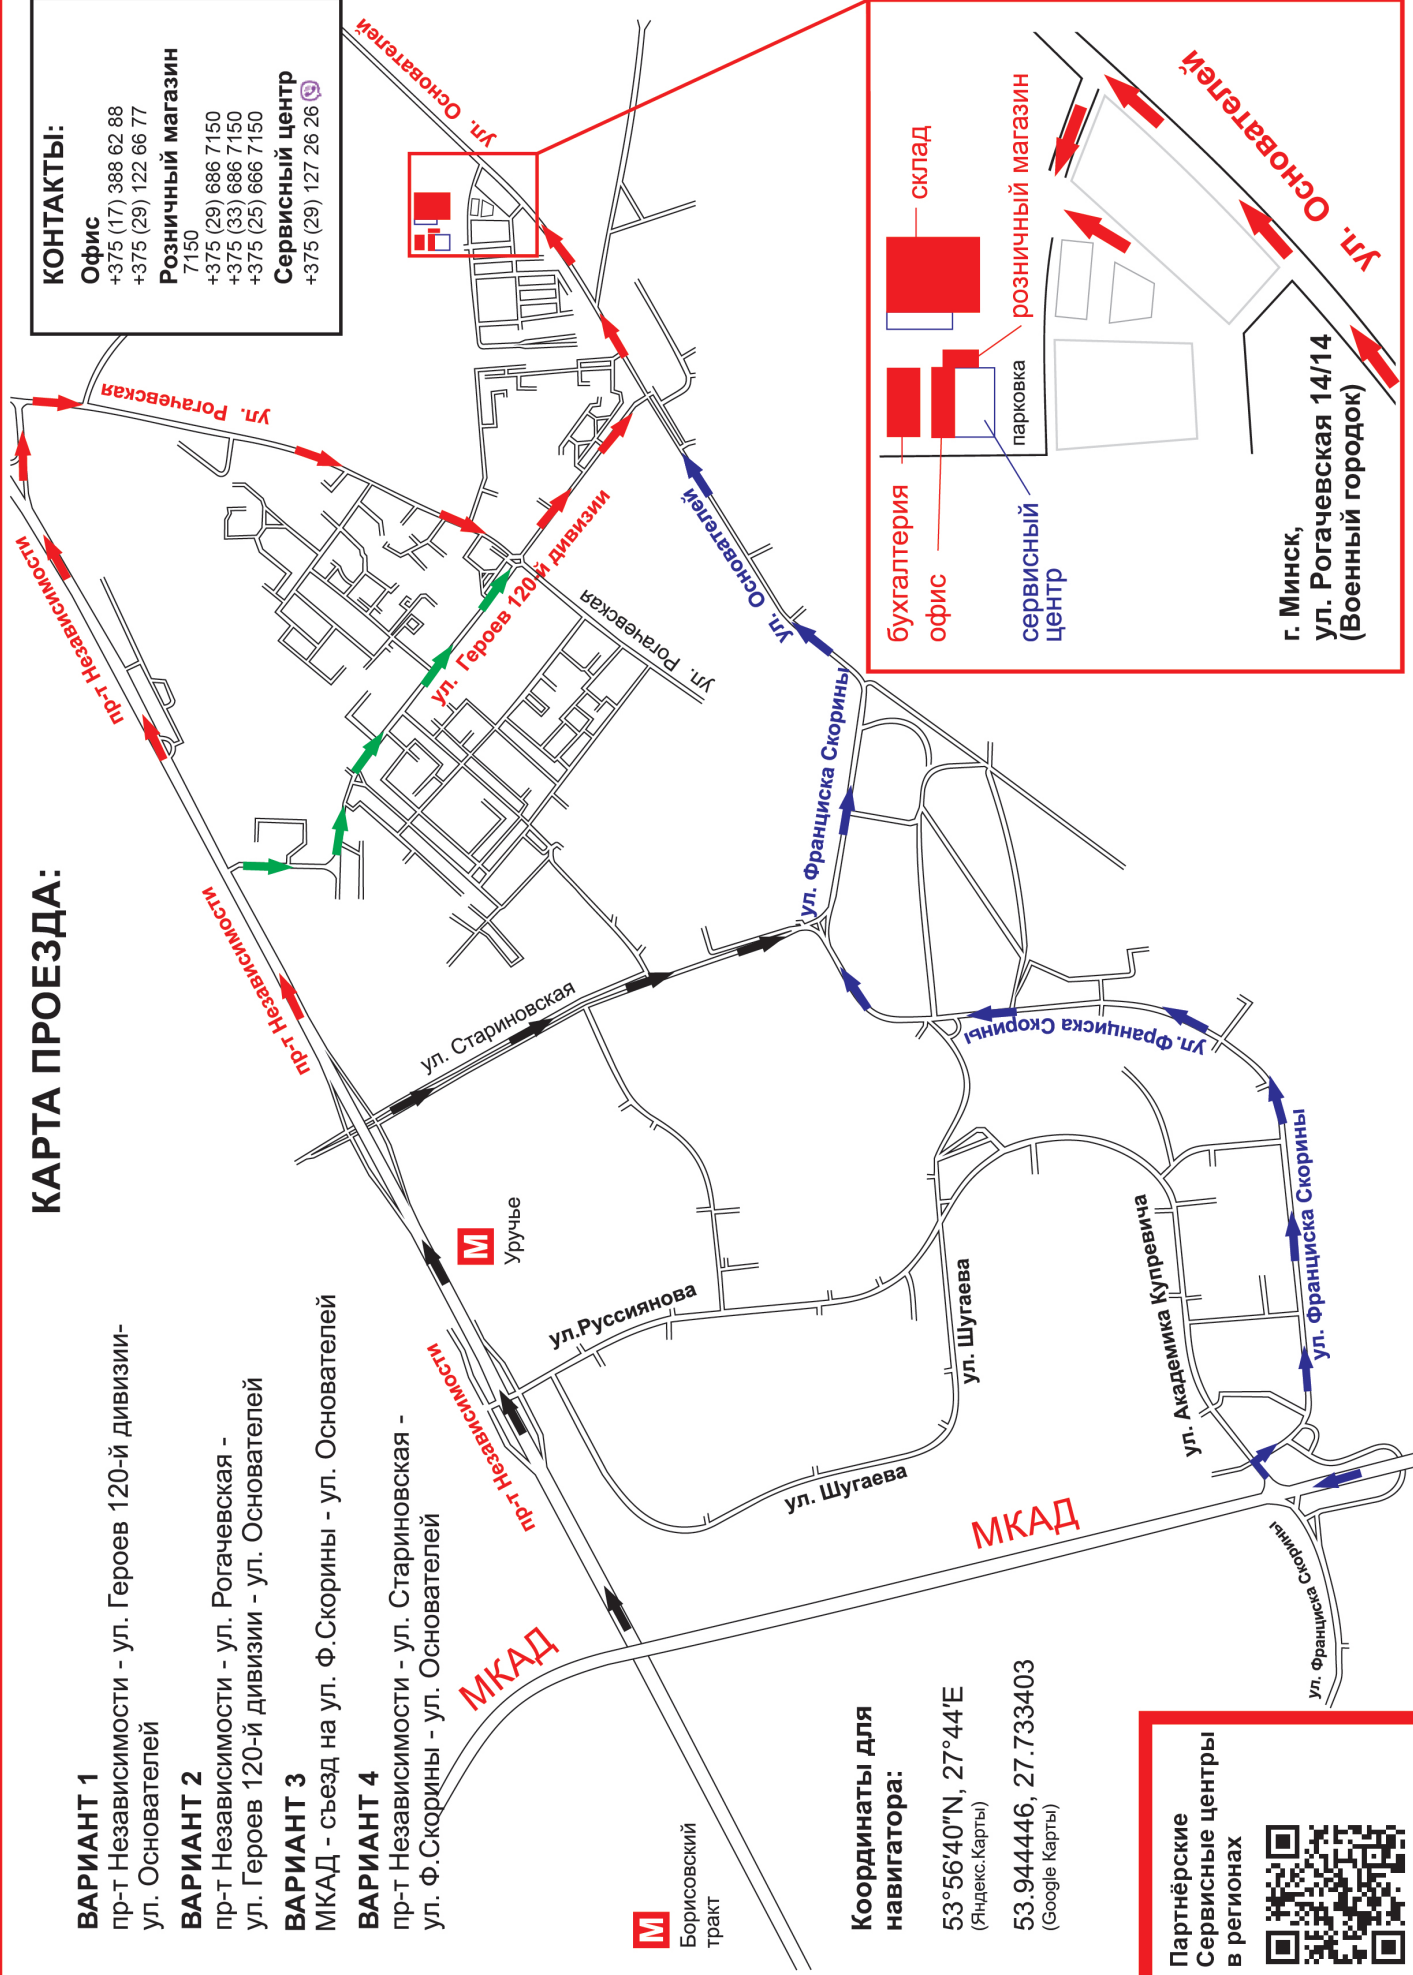 КАРТА ПРОЕЗДА:
ВАРИАНТ 1
пр-т Независимости - ул. Героев 120-й дивизии-
ул. Основателей
ВАРИАНТ 2
пр-т Независимости - ул. Рогачевская -
ул. Героев 120-й дивизии - ул. Основателей
ВАРИАНТ 3
МКАД - съезд на ул. Ф.Скорины - ул. Основателей
ВАРИАНТ 4
пр-т Независимости - ул. Стариновская -
ул. Ф.Скорины - ул. Основателей
КОНТАКТЫ:
Офис
+375 (17) 388 62 88
+375 (29) 122 66 77
Розничный магазин
7150
+375 (29) 686 7150
+375 (33) 686 7150
+375 (25) 666 7150
Сервисный центр
+375 (29) 127 26 26
пр-т Независимости
пр-т Независимости
пр-т Независимости
ул. Рогачевская
ул. Основателей
ул. Героев 120-й дивизии
ул. Рогачевская
ул. Стариновская
М
Уручье
ул.Руссиянова
МКАД
М
Борисовский
тракт
ул. Основателей
ул. Франциска Скорины
ул. Шугаева
ул. Шугаева
МКАД
ул.Франциска Скорины
ул. Академика Купревича
ул. Франциска Скорины
ул. Франциска Скорины
Координаты для
навигатора:
53°56'40"N, 27°44'E
(Яндекс.Карты)
53.944446, 27.733403
(Google Карты)
Партнёрские
Сервисные центры
в регионах
бухгалтерия
офис
сервисный
центр
склад
розничный магазин
парковка
ул. Основателей
г. Минск,
ул. Рогачевская 14/14
(Военный городок)